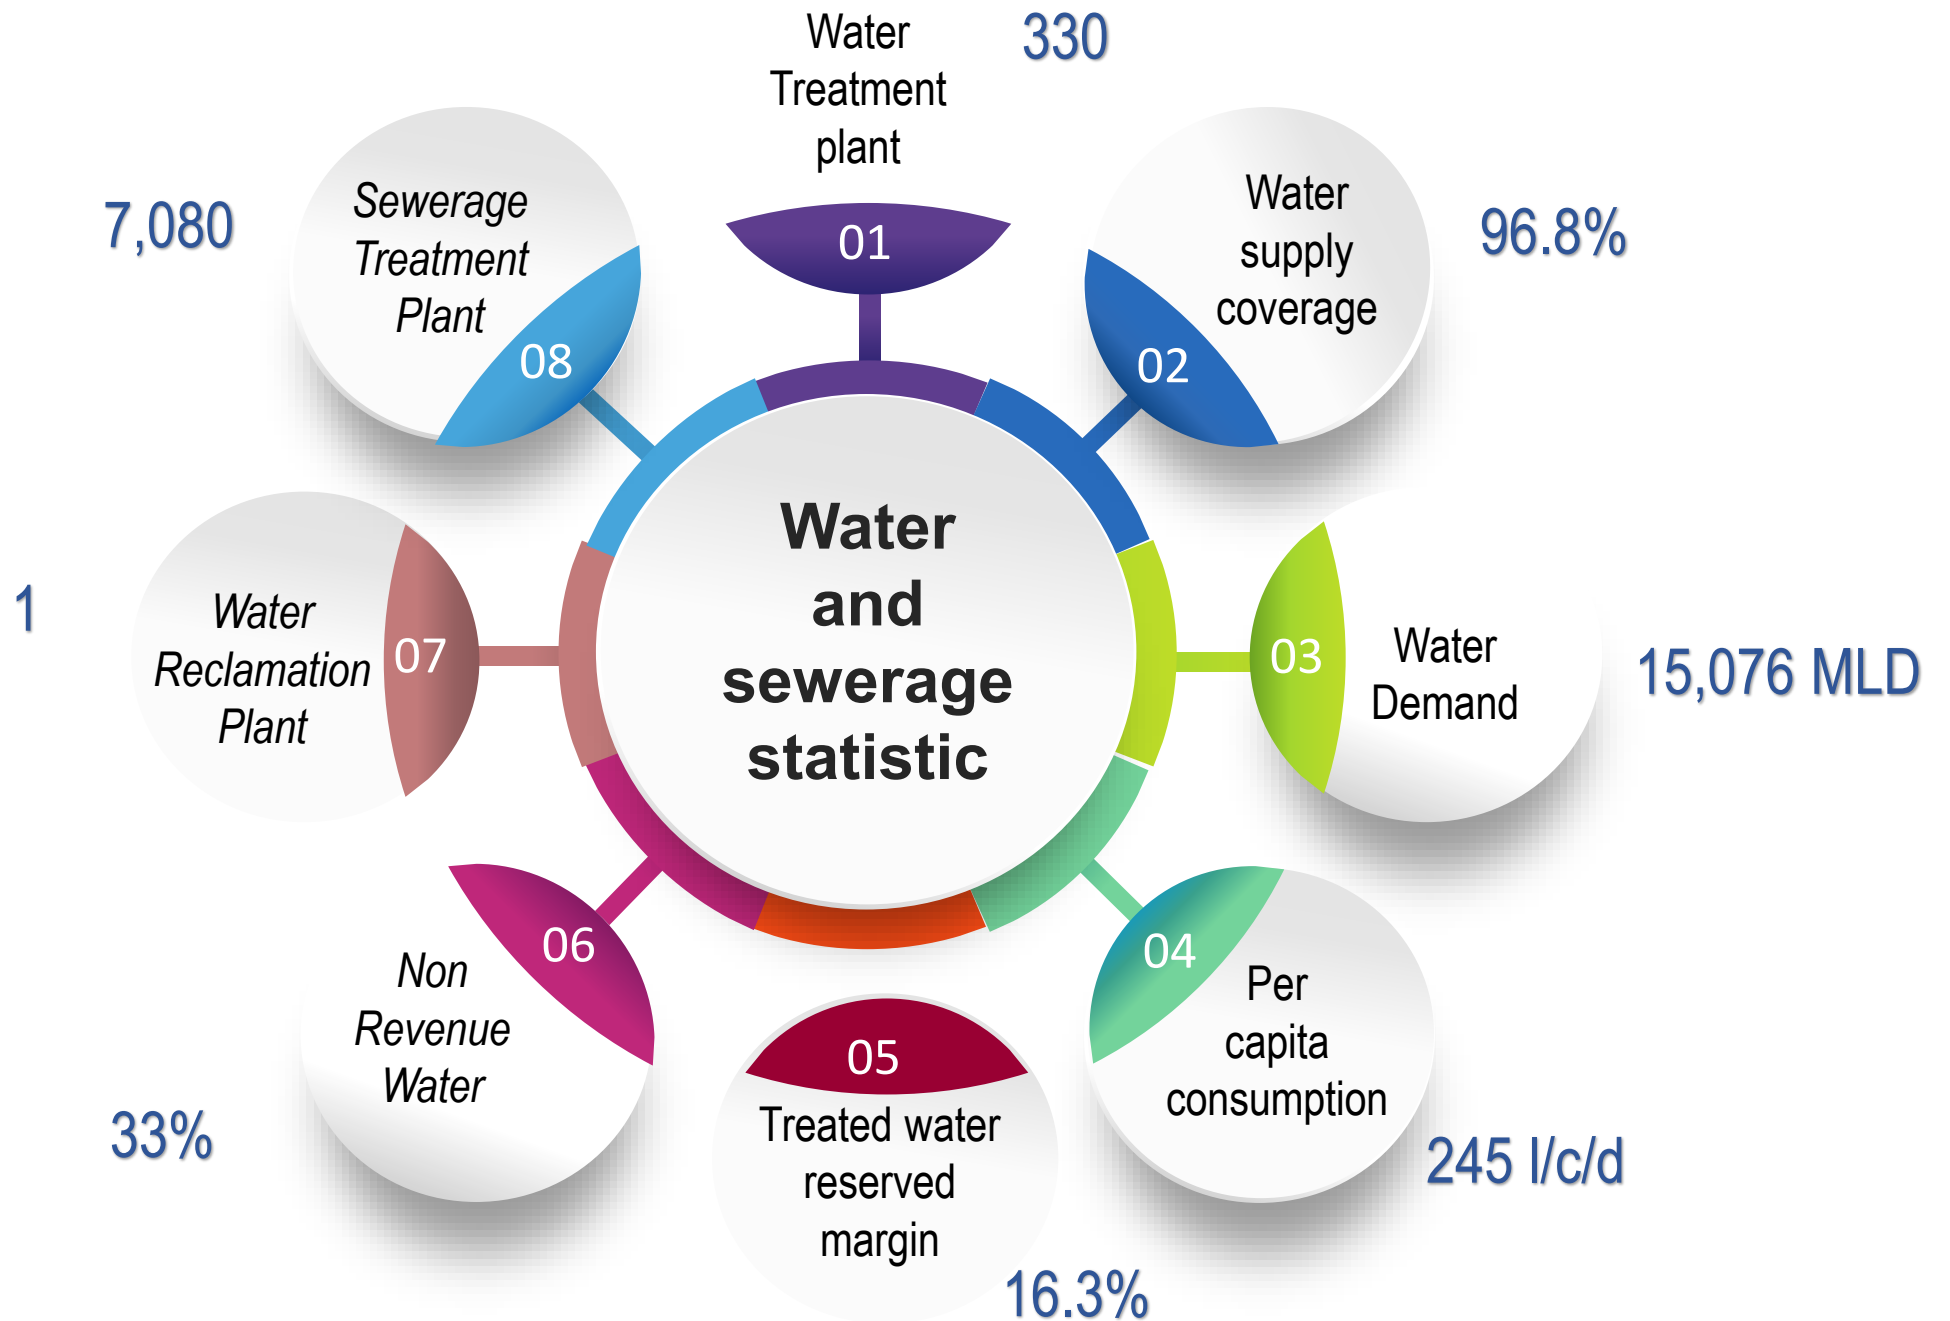 Water
Treatment
plant
330
01
Water
supply
coverage
96.8%
02
Water
Demand
15,076 MLD
03
Per
capita
consumption
245 l/c/d
04
05
Treated water
reserved
margin
16.3%
06
Non
Revenue
Water
33%
07
Water
Reclamation
Plant
1
08
Sewerage
Treatment
Plant
7,080
Water
and
sewerage
statistic